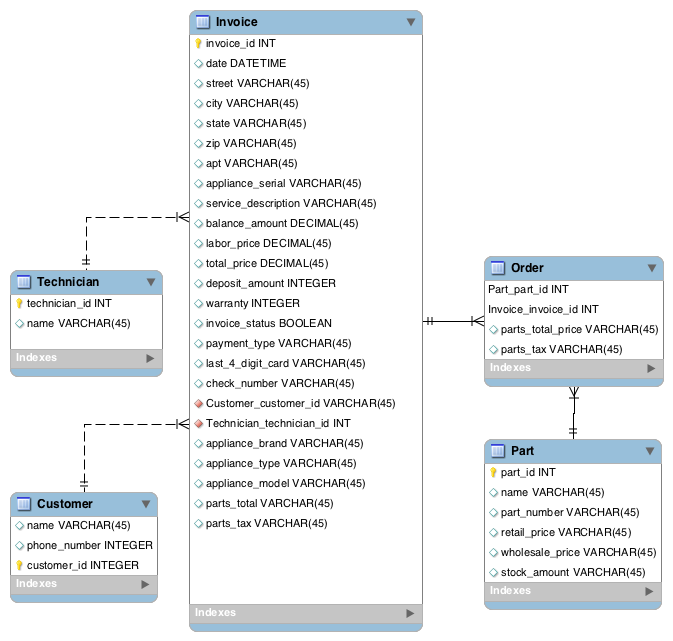 Invoice
invoice_id INT
date DATETIME
street VARCHAR(45)
city VARCHAR(45)
state VARCHAR(45)
zip VARCHAR(45)
apt VARCHAR(45)
appliance_serial VARCHAR(45)
service_description VARCHAR(45)
balance_amount DECIMAL(45)
labor_price DECIMAL(45)
total_price DECIMAL(45)
deposit_amount INTEGER
warranty INTEGER
invoice_status BOOLEAN
payment_type VARCHAR(45)
last_4_digit_card VARCHAR(45)
check_number VARCHAR(45)
Customer_customer_id VARCHAR(45)
Technician_technician_id INT
appliance_brand VARCHAR(45)
appliance_type VARCHAR(45)
appliance_model VARCHAR(45)
parts_total VARCHAR(45)
parts_tax VARCHAR(45)
Indexes
Technician
technician_id INT
name VARCHAR(45)
Indexes
Customer
name VARCHAR(45)
phone_number INTEGER
customer_id INTEGER
Indexes
Order
Part_part_id INT
Invoice_invoice_id INT
parts_total_price VARCHAR(45)
parts_tax VARCHAR(45)
Indexes
Part
part_id INT
name VARCHAR(45)
part_number VARCHAR(45)
retail_price VARCHAR(45)
wholesale_price VARCHAR(45)
stock_amount VARCHAR(45)
Indexes